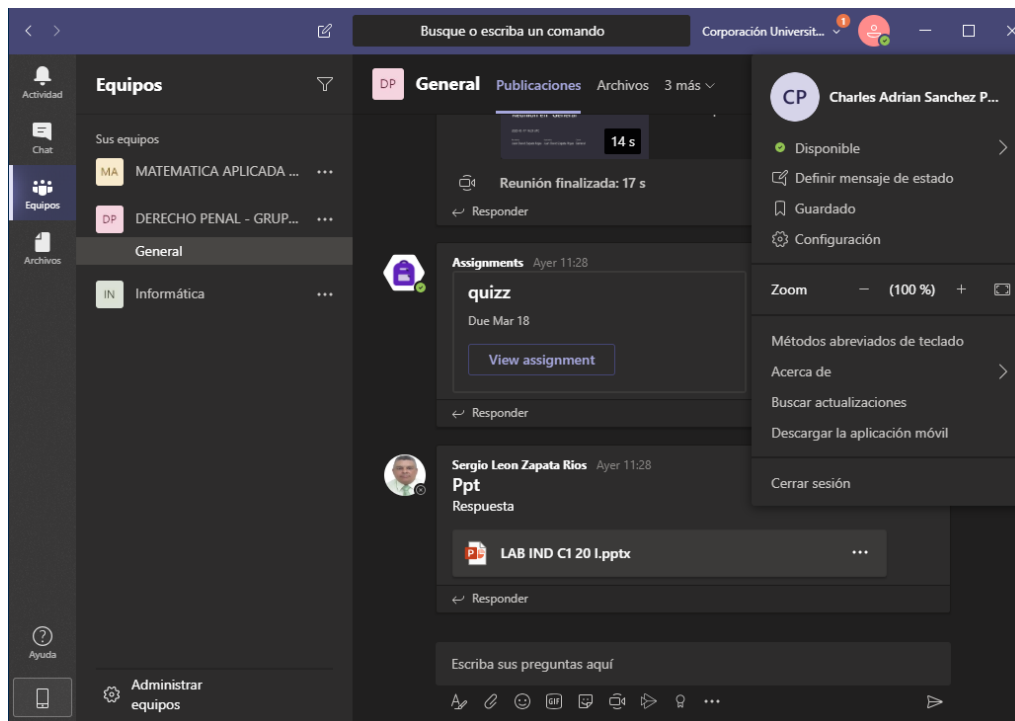 Busque o escriba un comando
Corporación Universit...
1
Actividad
Chat
Equipos
Archivos
Ayuda
Equipos
Sus equipos
MA MATEMATICA APLICADA ...
DP DERECHO PENAL - GRUP...
General
IN Informática
Administrar
equipos
DP General Publicaciones Archivos 3 más
14 s
Reunión finalizada: 17 s
Responder
Assignments Ayer 11:28
quizz
Due Mar 18
View assignment
Responder
Sergio Leon Zapata Rios Ayer 11:28
Ppt
Respuesta
LAB IND C1 20 I.pptx
Responder
Escriba sus preguntas aquí
GIF
CP Charles Adrian Sanchez P...
Disponible
Definir mensaje de estado
Guardado
Configuración
Zoom − (100 %) +
Métodos abreviados de teclado
Acerca de
Buscar actualizaciones
Descargar la aplicación móvil
Cerrar sesión